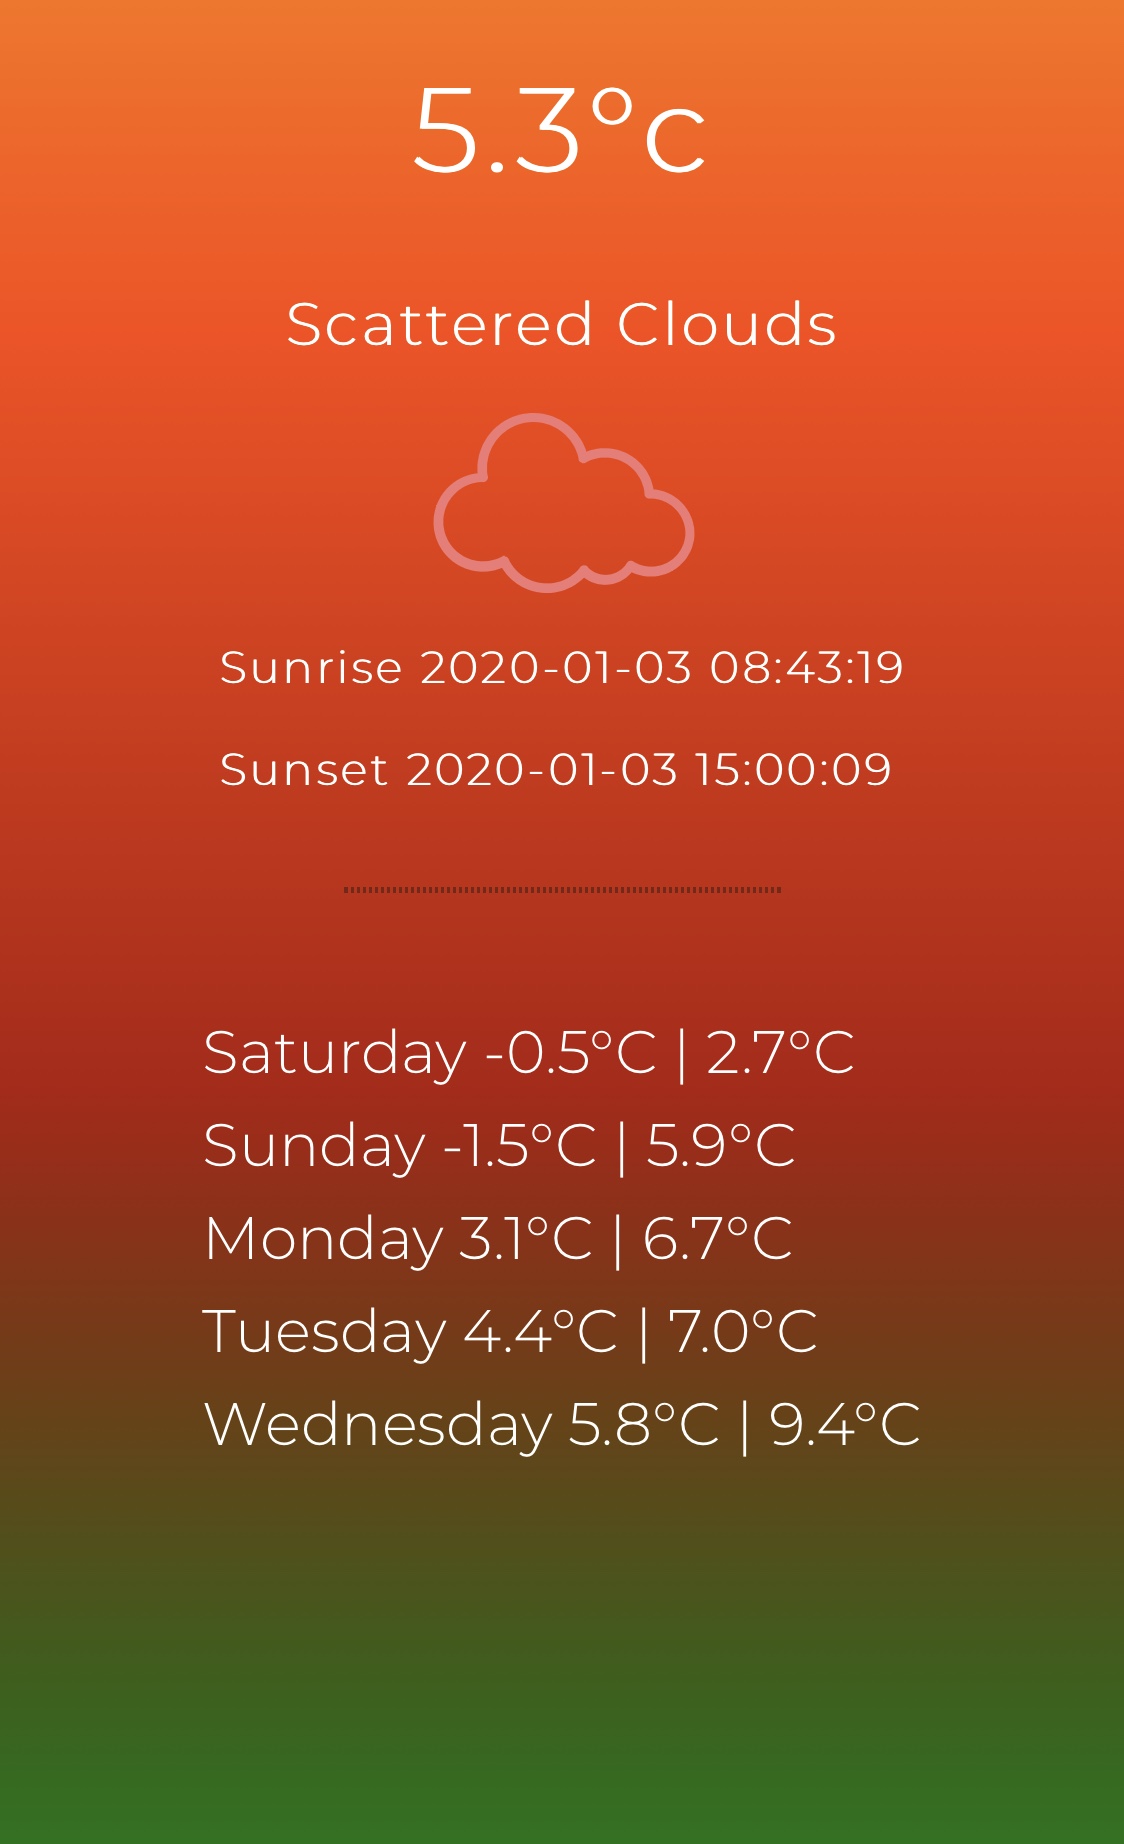 5.3°c
Scattered Clouds
Sunrise 2020-01-03 08:43:19
Sunset 2020-01-03 15:00:09
Saturday -0.5°C | 2.7°C
Sunday -1.5°C | 5.9°C
Monday 3.1°C | 6.7°C
Tuesday 4.4°C | 7.0°C
Wednesday 5.8°C | 9.4°C